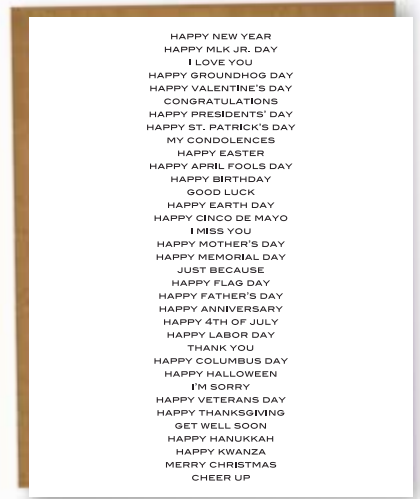 HAPPY NEW YEAR
HAPPY MLK JR. DAY
I LOVE YOU
HAPPY GROUNDHOG DAY
HAPPY VALENTINE'S DAY
CONGRATULATIONS
HAPPY PRESIDENTS' DAY
HAPPY ST. PATRICK'S DAY
MY CONDOLENCES
HAPPY EASTER
HAPPY APRIL FOOLS DAY
HAPPY BIRTHDAY
GOOD LUCK
HAPPY EARTH DAY
HAPPY CINCO DE MAYO
I MISS YOU
HAPPY MOTHER'S DAY
HAPPY MEMORIAL DAY
JUST BECAUSE
HAPPY FLAG DAY
HAPPY FATHER'S DAY
HAPPY ANNIVERSARY
HAPPY 4TH OF JULY
HAPPY LABOR DAY
THANK YOU
HAPPY COLUMBUS DAY
HAPPY HALLOWEEN
I'M SORRY
HAPPY VETERANS DAY
HAPPY THANKSGIVING
GET WELL SOON
HAPPY HANUKKAH
HAPPY KWANZA
MERRY CHRISTMAS
CHEER UP